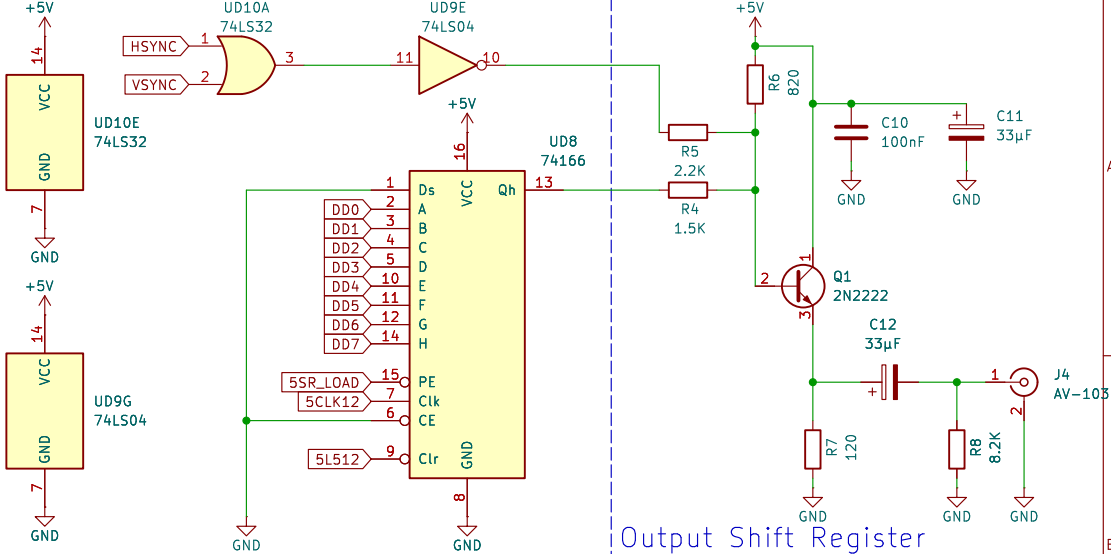 +5V
14
VCC
GND
7
GND
UD10E
74LS32
+5V
14
VCC
GND
7
GND
UD9G
74LS04
UD10A
74LS32
HSYNC
1
VSYNC
2
3
UD9E
74LS04
11
10
+5V
16
UD8
74166
VCC
1
Ds
Qh
13
DD0
2
A
DD1
3
B
DD2
4
C
DD3
5
D
DD4
10
E
DD5
11
F
DD6
12
G
DD7
14
H
5SR_LOAD
15
PE
5CLK12
7
Clk
6
CE
5L512
9
Clr
GND
8
GND
GND
+5V
R6
820
R5
2.2K
R4
1.5K
C10
100nF
GND
+
C11
33µF
GND
1
2
3
Q1
2N2222
C12
33µF
+
R7
120
GND
R8
8.2K
GND
1
2
J4
AV-103
GND
Output Shift Register
A